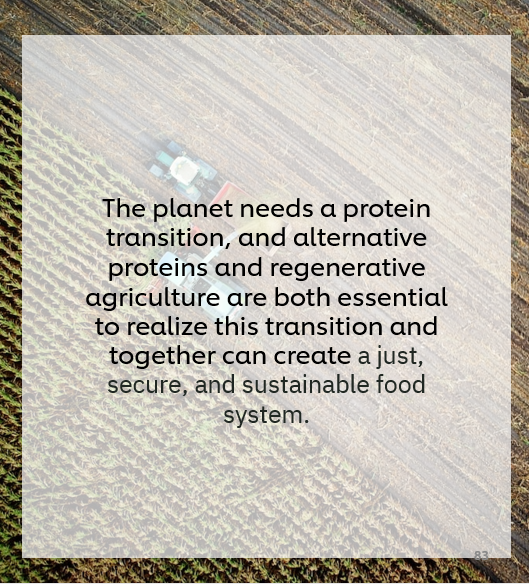 The planet needs a protein
transition, and alternative
proteins and regenerative
agriculture are both essential
to realize this transition and
together can create a just,
secure, and sustainable food
system.
83